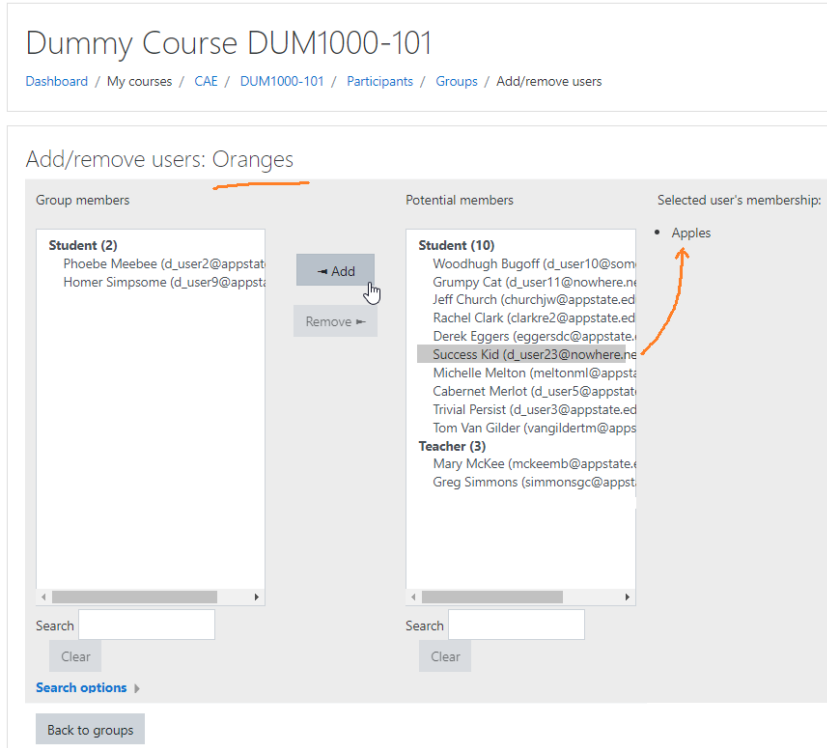 Dummy Course DUM1000-101
Dashboard / My courses / CAE / DUM1000-101 / Participants / Groups / Add/remove users
Add/remove users: Oranges
Group members
Student (2)
Phoebe Meebee (d_user2@appstat
Homer Simpsome (d_user9@appsta
Add
Remove
Search
Clear
Search options
Potential members
Student (10)
Woodhugh Bugoff (d_user10@som
Grumpy Cat (d_user11@nowhere.ne
Jeff Church (churchjw@appstate.ed
Rachel Clark (clarkre2@appstate.ed
Derek Eggers (eggersdc@appstate.
Success Kid (d_user23@nowhere.ne
Michelle Melton (meltonml@appsta
Cabernet Merlot (d_user5@appstat
Trivial Persist (d_user3@appstate.ed
Tom Van Gilder (vangildertm@apps
Teacher (3)
Mary McKee (mckeemb@appstate.e
Greg Simmons (simmonsgc@appst
Search
Clear
Selected user's membership:
• Apples
Back to groups